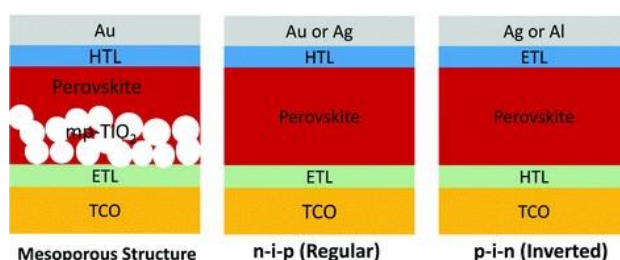 Au
HTL
Perovskite
mp-TiO2
ETL
TCO
Mesoporous Structure
Au or Ag
HTL
Perovskite
ETL
TCO
n-i-p (Regular)
Ag or Al
ETL
Perovskite
HTL
TCO
p-i-n (Inverted)